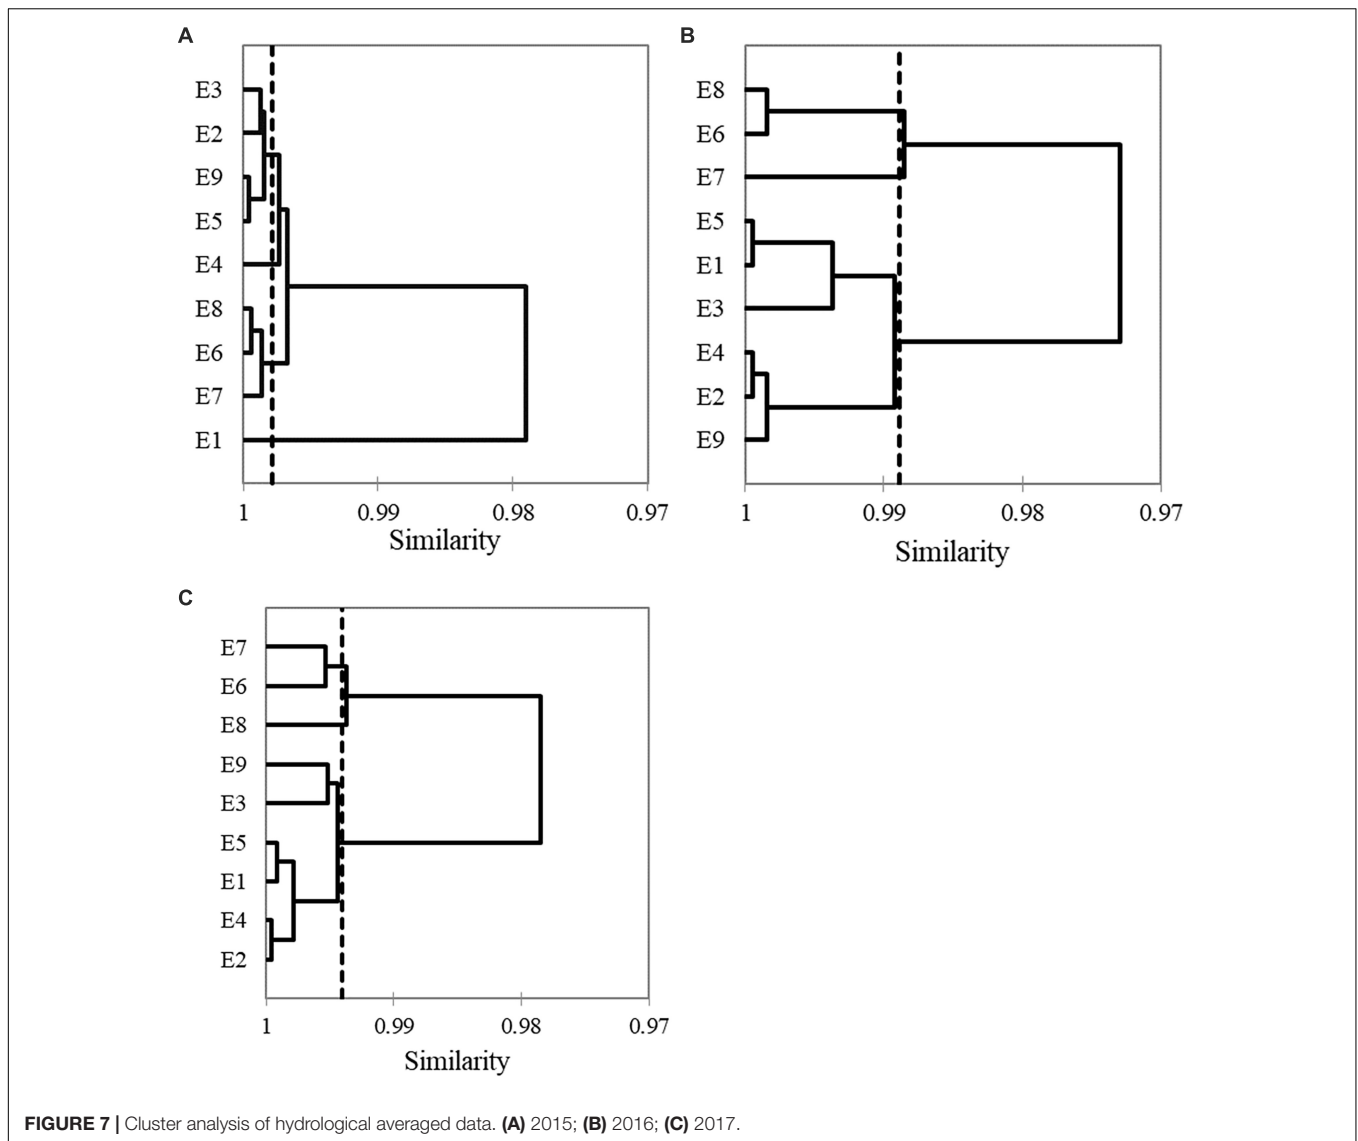 A
E3
E2
E9
E5
E4
E8
E6
E7
E1
1 0.99 0.98 0.97
Similarity
B
E8
E6
E7
E5
E1
E3
E4
E2
E9
1 0.99 0.98 0.97
Similarity
C
E7
E6
E8
E9
E3
E5
E1
E4
E2
1 0.99 0.98 0.97
Similarity
FIGURE 7 | Cluster analysis of hydrological averaged data. (A) 2015; (B) 2016; (C) 2017.